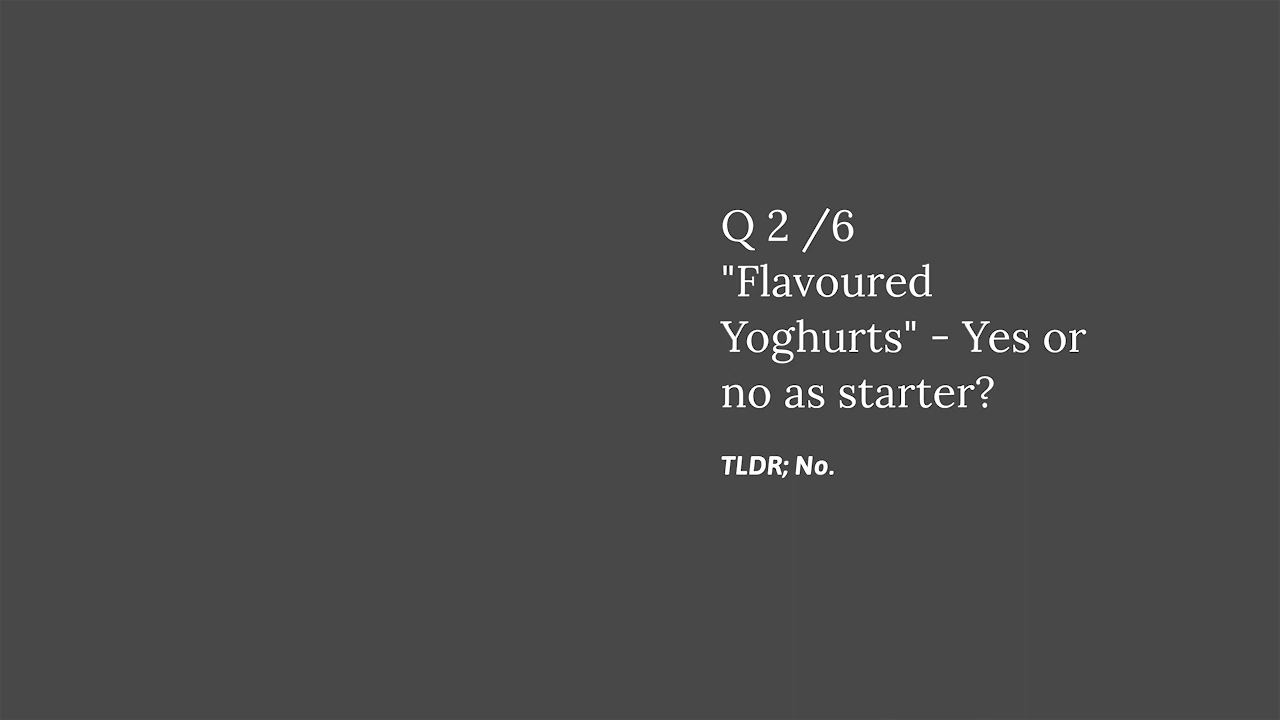 Q 2 /6
"Flavoured
Yoghurts" - Yes or
no as starter?
TLDR; No.